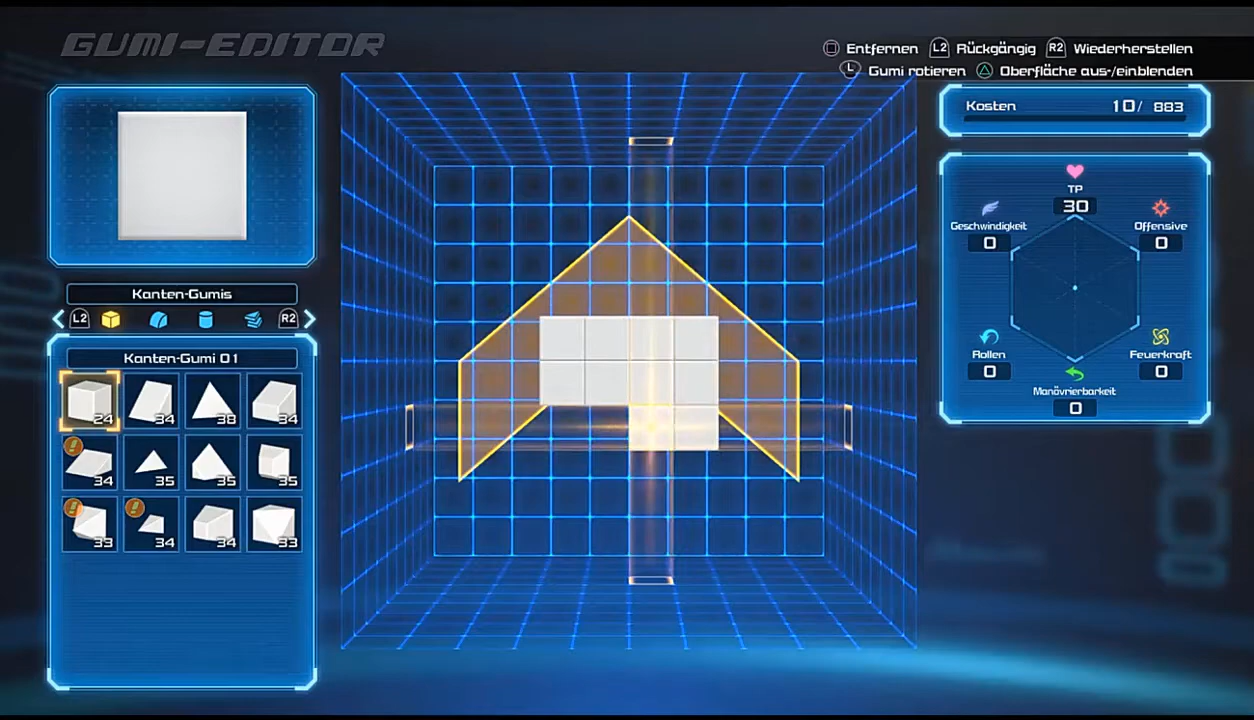 GUMI-EDITOR
Entfernen L2 Rückgängig R2 Wiederherstellen
L Gumi rotieren Oberfläche aus-/einblenden
Kosten 10/ 883
TP
30
Geschwindigkeit
0
Offensive
0
Rollen
0
Feuerkraft
0
Manövrierbarkeit
0
Kanten-Gumis
L2 R2
Kanten-Gumi 01
24 34 38 34
34 35 35 35
33 34 34 33